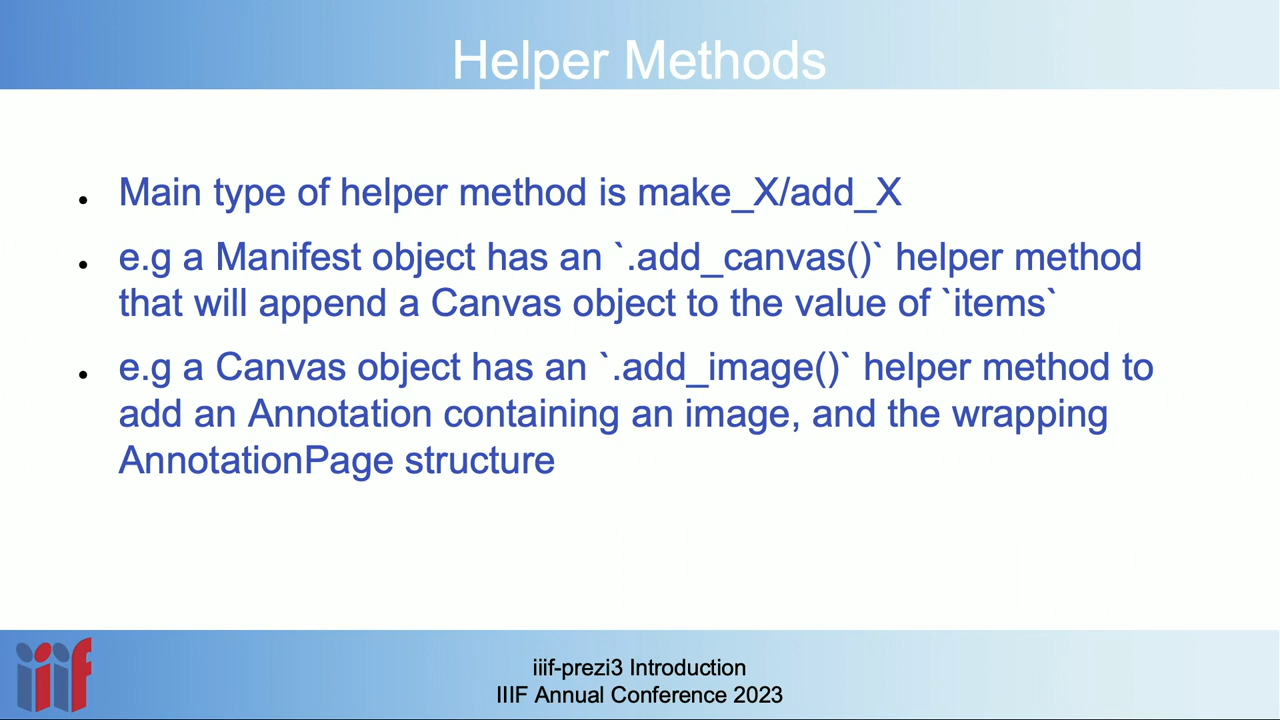 Helper Methods
• Main type of helper method is make_X/add_X
• e.g a Manifest object has an `.add_canvas()` helper method
that will append a Canvas object to the value of `items`
• e.g a Canvas object has an `.add_image()` helper method to
add an Annotation containing an image, and the wrapping
AnnotationPage structure
iiif
iiif-prezi3 Introduction
IIIF Annual Conference 2023